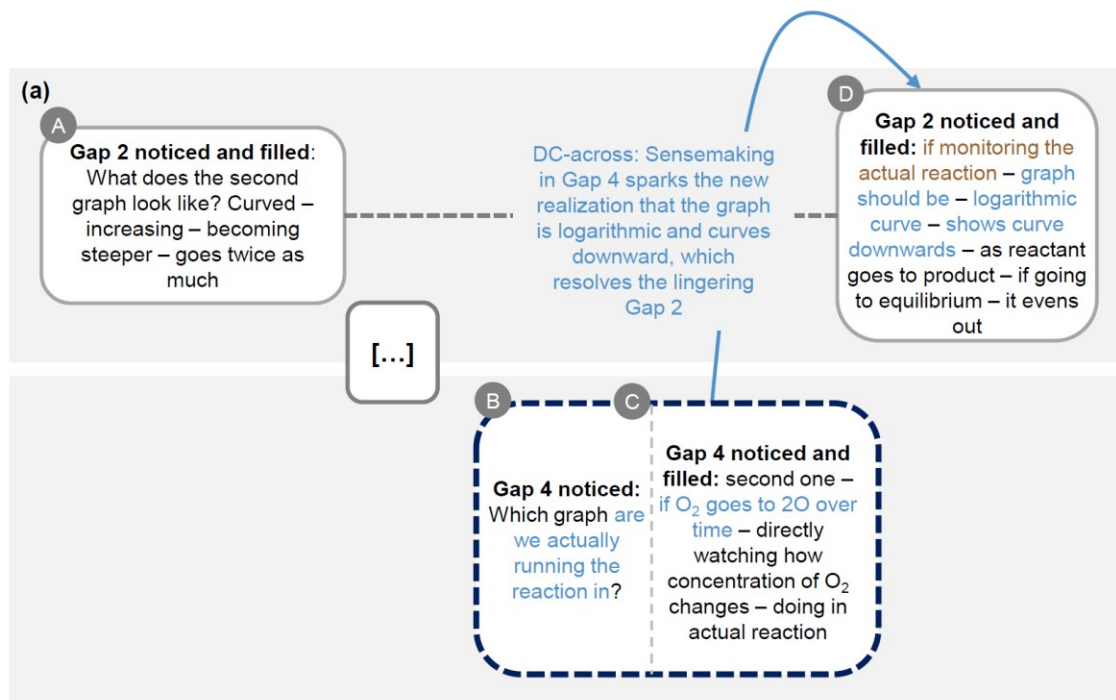 (a)
A
Gap 2 noticed and filled:
What does the second
graph look like? Curved –
increasing – becoming
steeper – goes twice as
much
DC-across: Sensemaking
in Gap 4 sparks the new
realization that the graph
is logarithmic and curves
downward, which
resolves the lingering
Gap 2
D
Gap 2 noticed and
filled: if monitoring the
actual reaction – graph
should be – logarithmic
curve – shows curve
downwards – as reactant
goes to product – if going
to equilibrium – it evens
out
[...]
B
Gap 4 noticed:
Which graph are
we actually
running the
reaction in?
C
Gap 4 noticed and
filled: second one –
if O₂ goes to 2O over
time – directly
watching how
concentration of O₂
changes – doing in
actual reaction